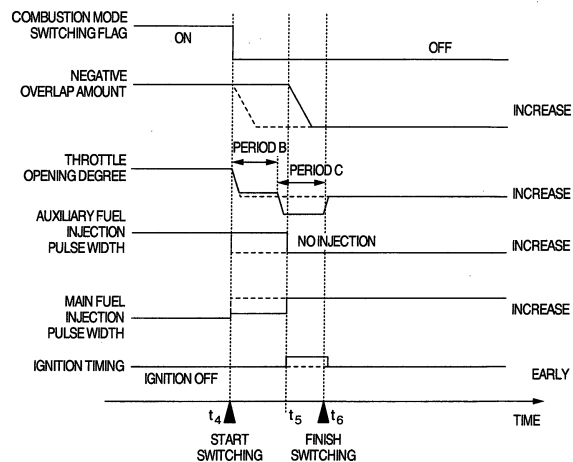 COMBUSTION MODE
SWITCHING FLAG
ON
OFF
NEGATIVE
OVERLAP AMOUNT
INCREASE
PERIOD B
PERIOD C
THROTTLE
OPENING DEGREE
INCREASE
AUXILIARY FUEL
INJECTION
PULSE WIDTH
NO INJECTION
INCREASE
MAIN FUEL
INJECTION
PULSE WIDTH
INCREASE
IGNITION TIMING
IGNITION OFF
EARLY
t4
t5
t6
TIME
START
SWITCHING
FINISH
SWITCHING